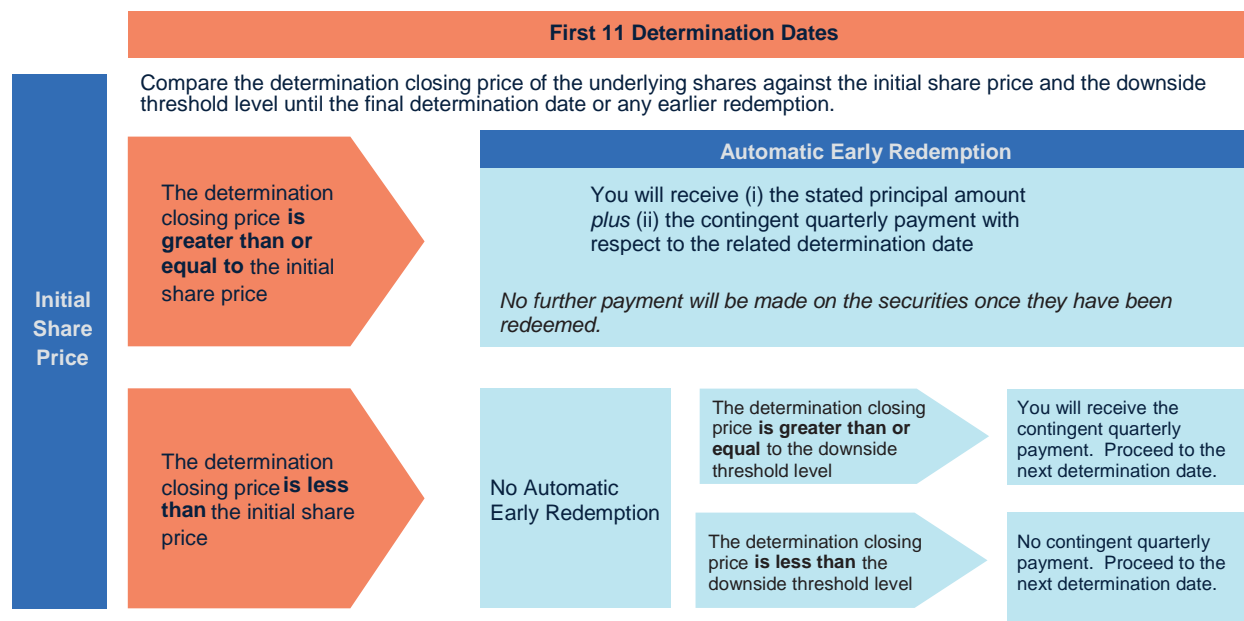 First 11 Determination Dates
Compare the determination closing price of the underlying shares against the initial share price and the downside
threshold level until the final determination date or any earlier redemption.
Initial
Share
Price
The determination
closing price is
greater than or
equal to the initial
share price
Automatic Early Redemption
You will receive (i) the stated principal amount
plus (ii) the contingent quarterly payment with
respect to the related determination date
No further payment will be made on the securities once they have been
redeemed.
The determination
closing price is less
than the initial share
price
No Automatic
Early Redemption
The determination closing
price is greater than or
equal to the downside
threshold level
You will receive the
contingent quarterly
payment.  Proceed to the
next determination date.
The determination closing
price is less than the
downside threshold level
No contingent quarterly
payment.  Proceed to the
next determination date.